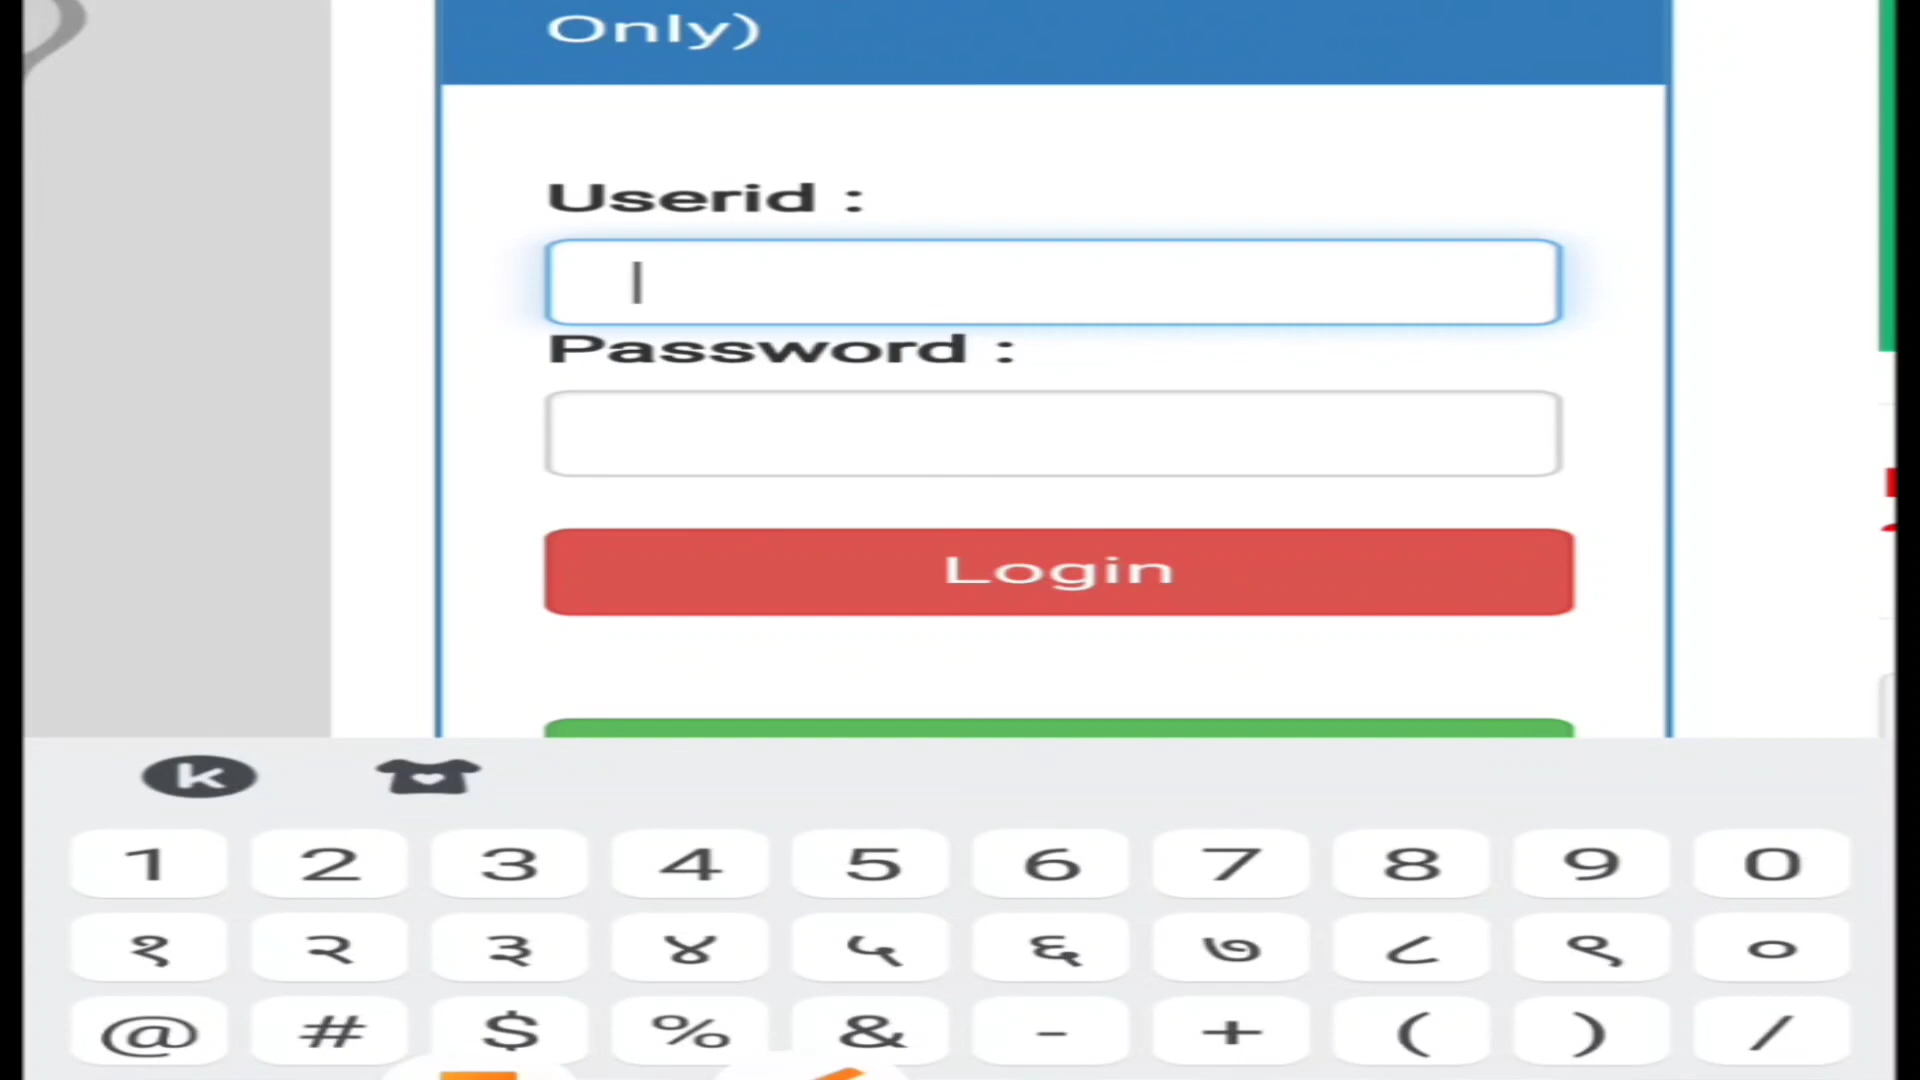 Only)
Userid :
Password :
Login
k
1 2 3 4 5 6 7 8 9 0
१ २ ३ ४ ५ ६ ७ ८ ९ ०
@ # $ % & - + ( ) /